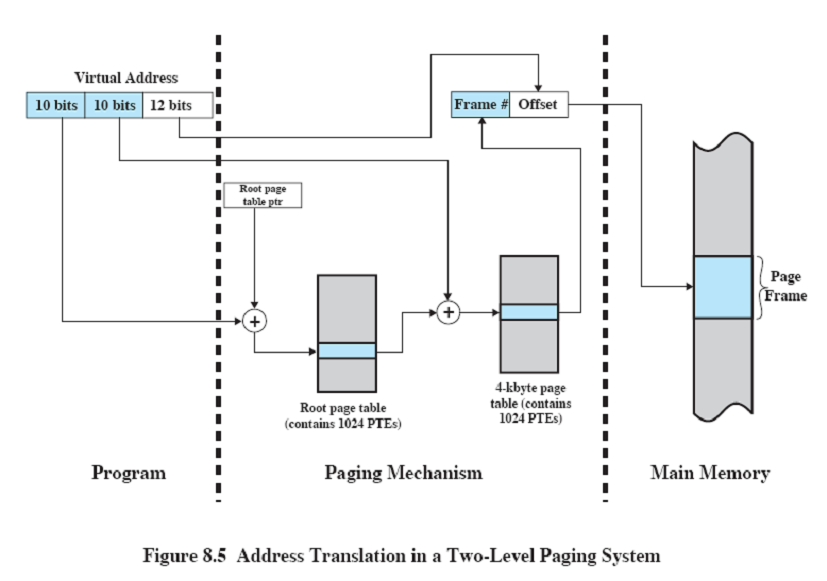 Virtual Address
10 bits 10 bits 12 bits
Frame # Offset
Root page
table ptr
+
+
Page
Frame
Root page table
(contains 1024 PTEs)
4-kbyte page
table (contains
1024 PTEs)
Program
Paging Mechanism
Main Memory
Figure 8.5 Address Translation in a Two-Level Paging System